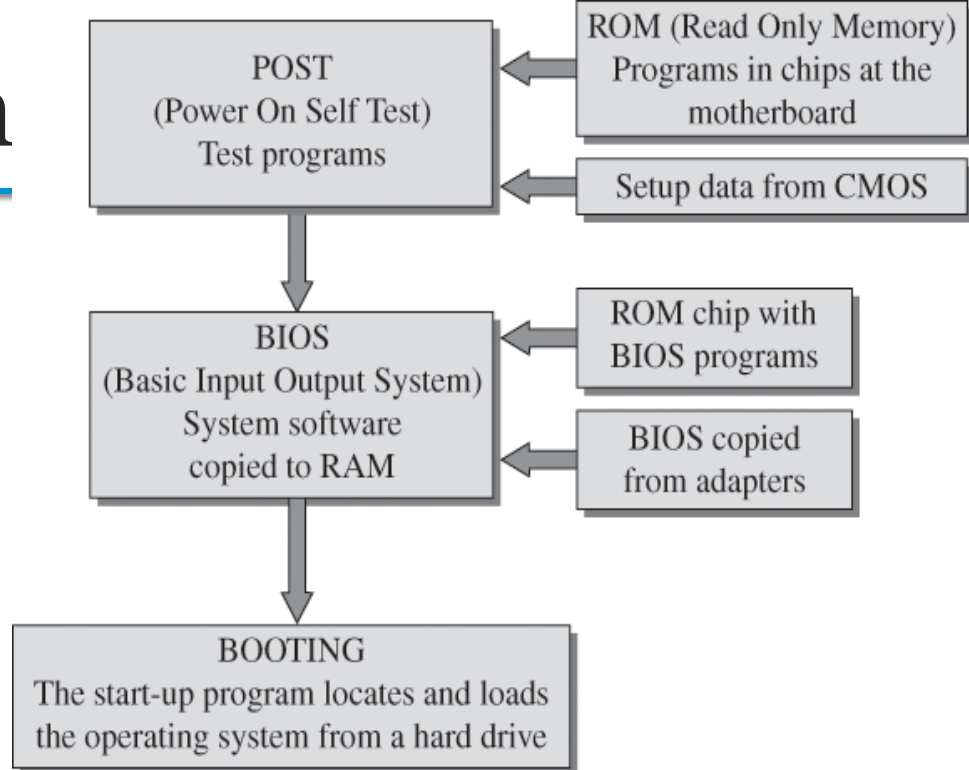 POST
(Power On Self Test)
Test programs
ROM (Read Only Memory)
Programs in chips at the
motherboard
Setup data from CMOS
BIOS
(Basic Input Output System)
System software
copied to RAM
ROM chip with
BIOS programs
BIOS copied
from adapters
BOOTING
The start-up program locates and loads
the operating system from a hard drive